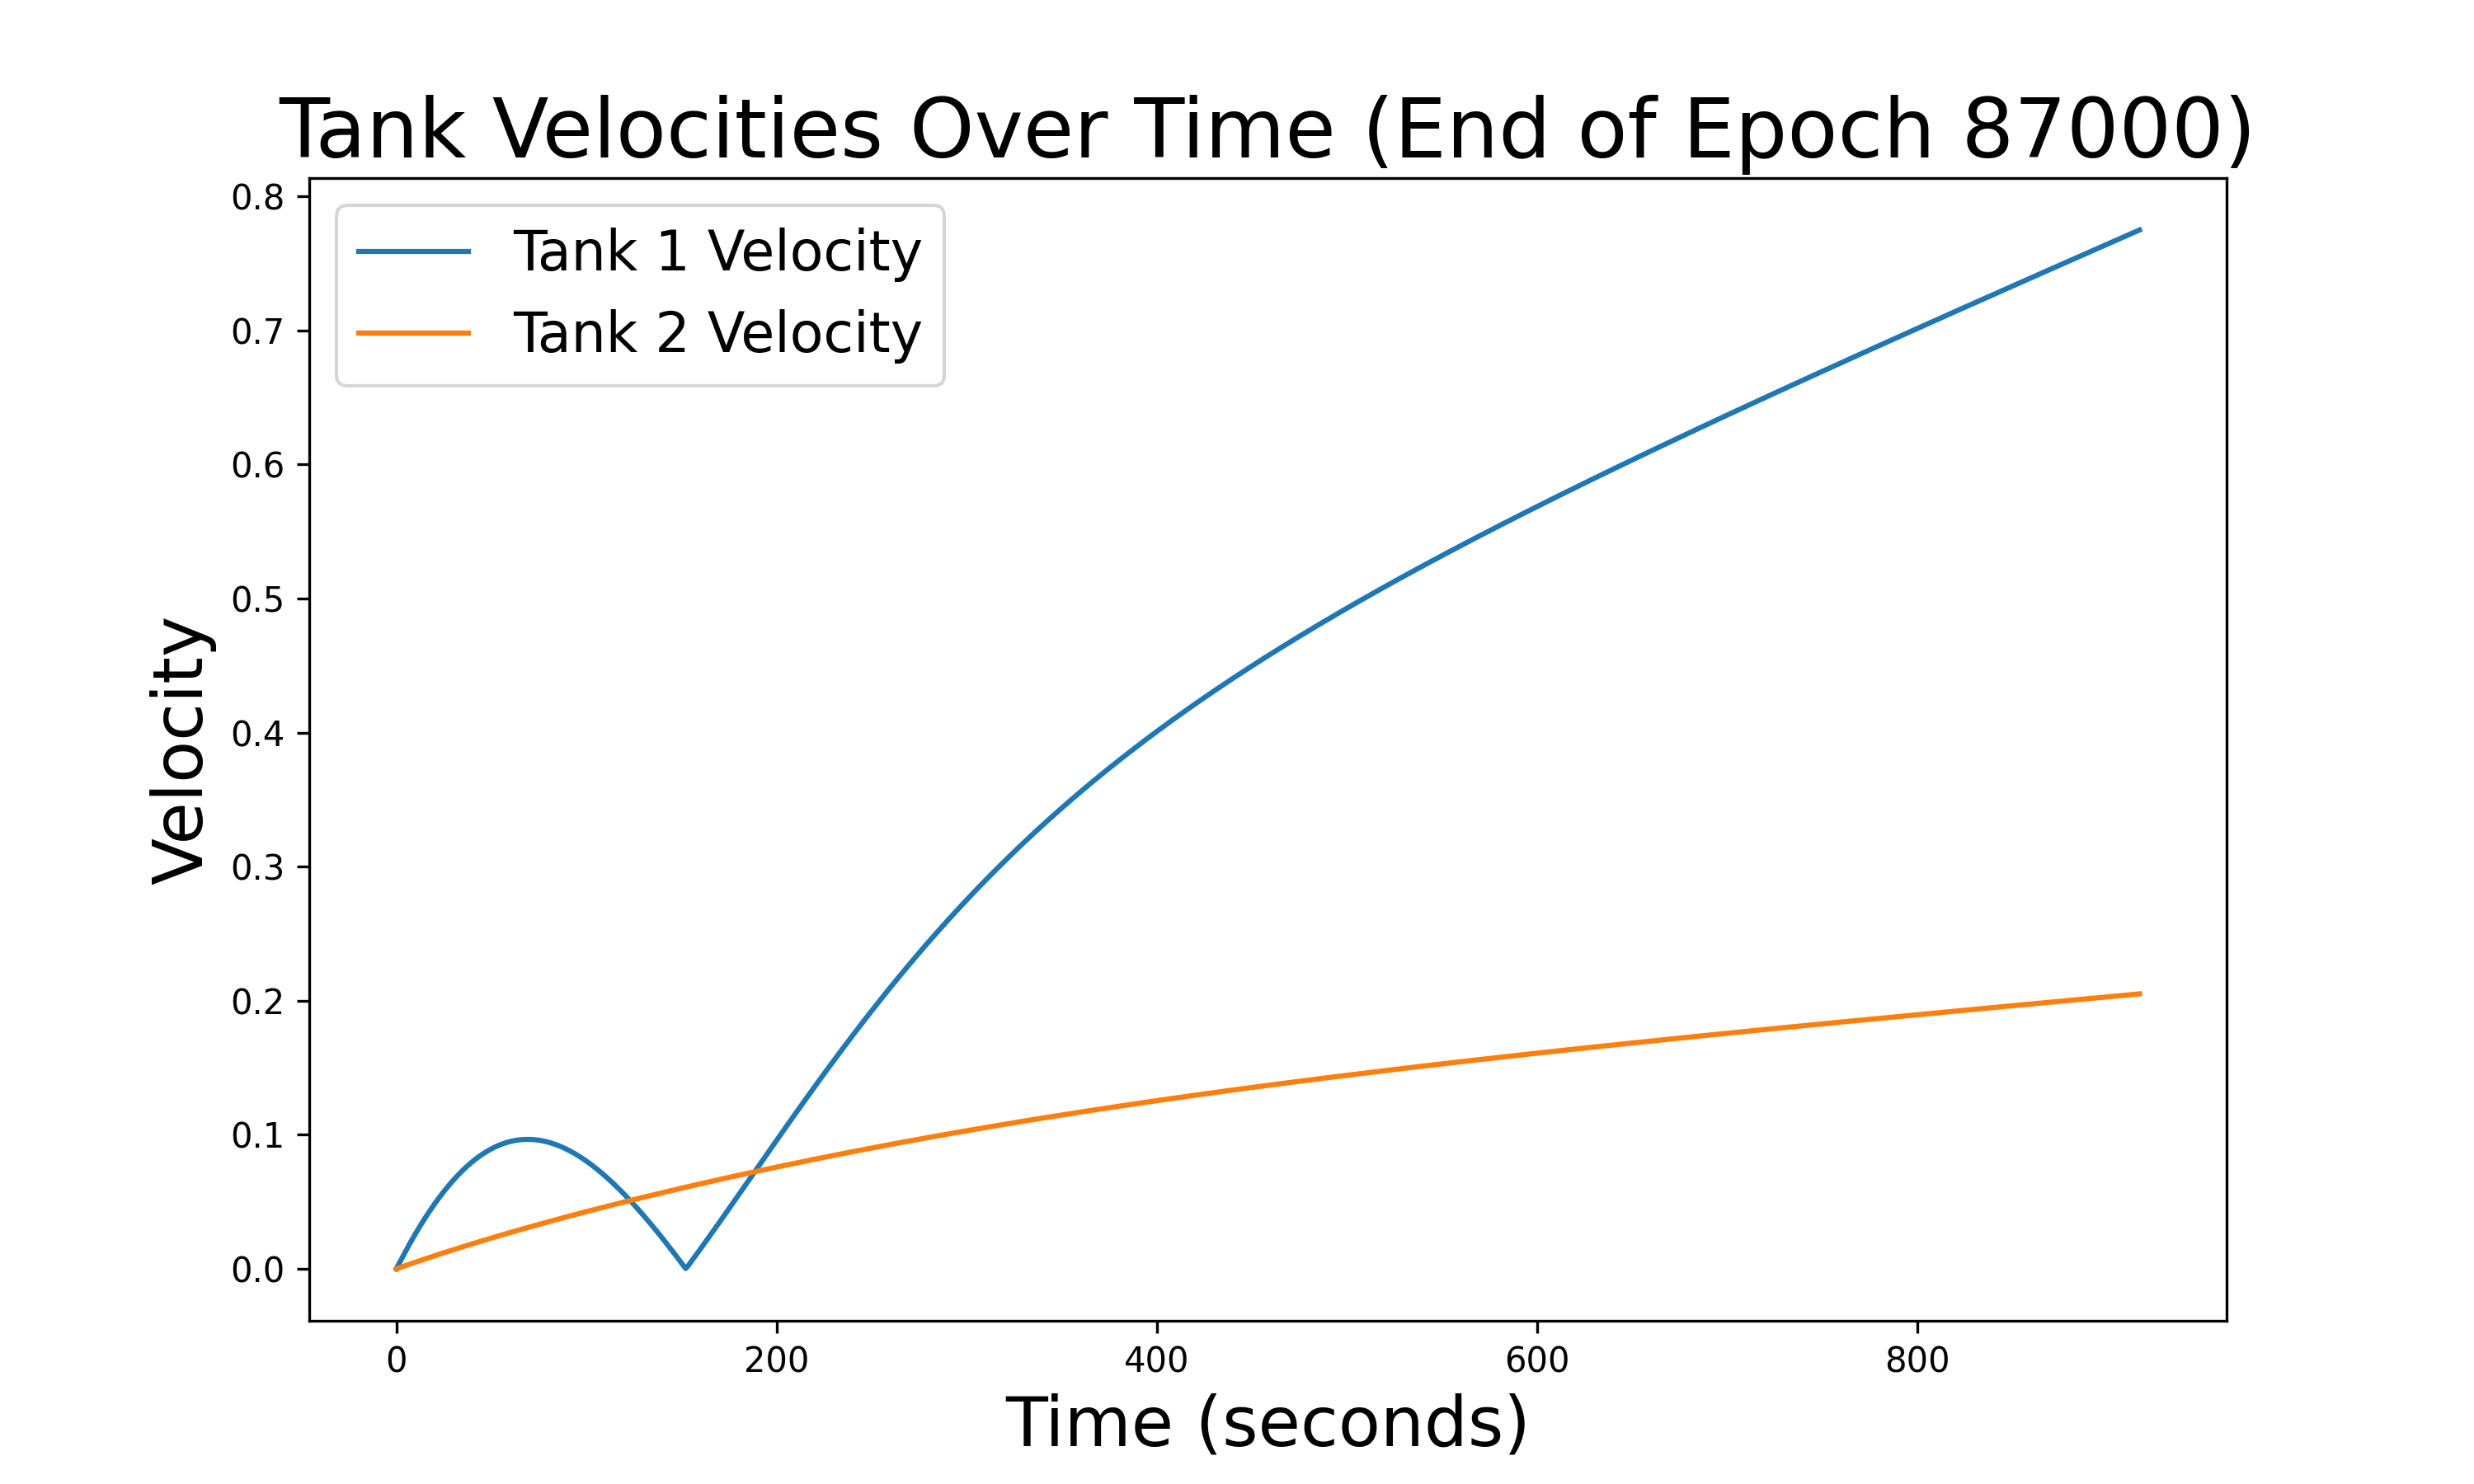 Tank Velocities Over Time (End of Epoch 87000)
Tank 1 Velocity
Tank 2 Velocity
Velocity
0.8
0.7
0.6
0.5
0.4
0.3
0.2
0.1
0.0
0 200 400 600 800
Time (seconds)